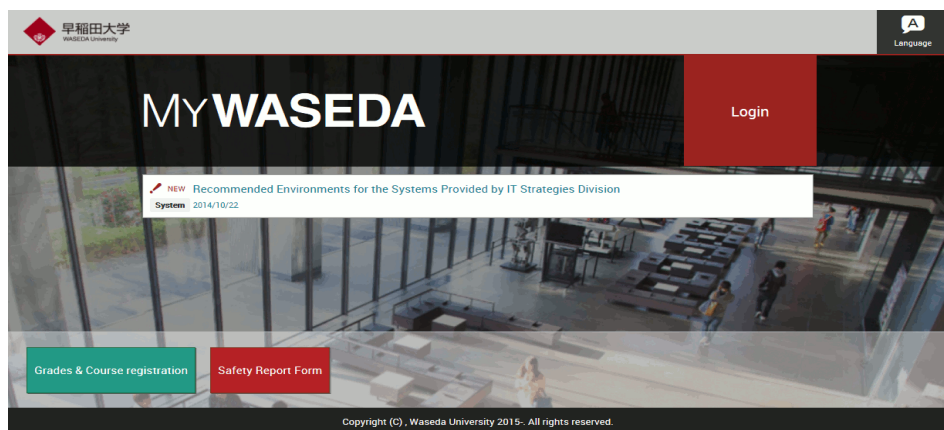 早稲田大学
WASEDA University
A
Language
MYWASEDA
Login
NEW Recommended Environments for the Systems Provided by IT Strategies Division
System 2014/10/22
Grades & Course registration
Safety Report Form
Copyright (C) , Waseda University 2015-. All rights reserved.